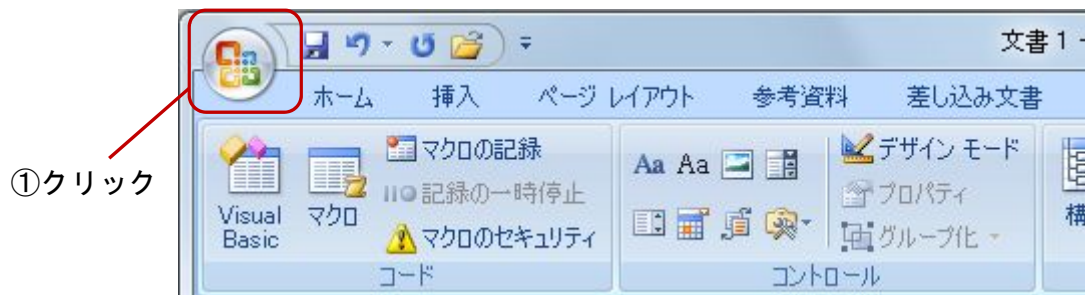 文書 1 -
ホーム 挿入 ページ レイアウト 参考資料 差し込み文書
①クリック
Visual Basic
マクロ
マクロの記録
記録の一時停止
マクロのセキュリティ
コード
Aa Aa
デザイン モード
プロパティ
グループ化
コントロール
構